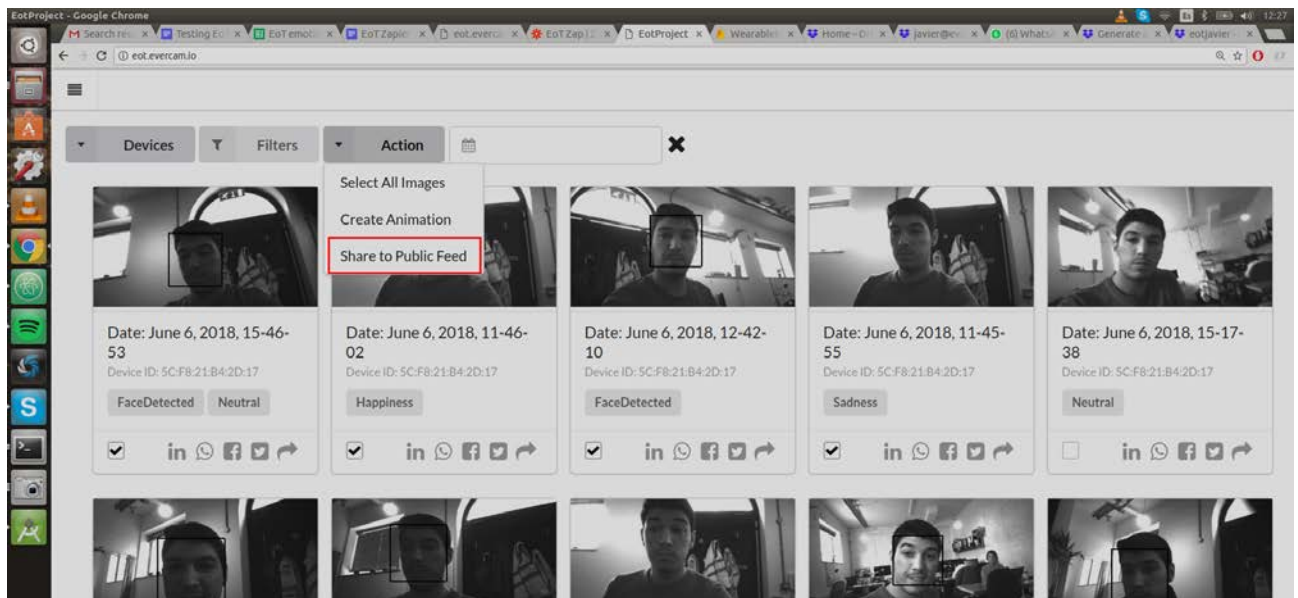 EotProject - Google Chrome
12:27
Search res
Testing Eo
EoT emoti
EoT Zapier
eot.everca
EoT Zap
EotProject
Wearable
Home - D
javier@ev
(6) Whats
Generate
eotjavier
eot.evercam.io
Devices
Filters
Action
Select All Images
Create Animation
Share to Public Feed
Date: June 6, 2018, 15-46-
53
Device ID: 5C:F8:21:B4:2D:17
FaceDetected Neutral
Date: June 6, 2018, 11-46-
02
Device ID: 5C:F8:21:B4:2D:17
Happiness
Date: June 6, 2018, 12-42-
10
Device ID: 5C:F8:21:B4:2D:17
FaceDetected
Date: June 6, 2018, 11-45-
55
Device ID: 5C:F8:21:B4:2D:17
Sadness
Date: June 6, 2018, 15-17-
38
Device ID: 5C:F8:21:B4:2D:17
Neutral